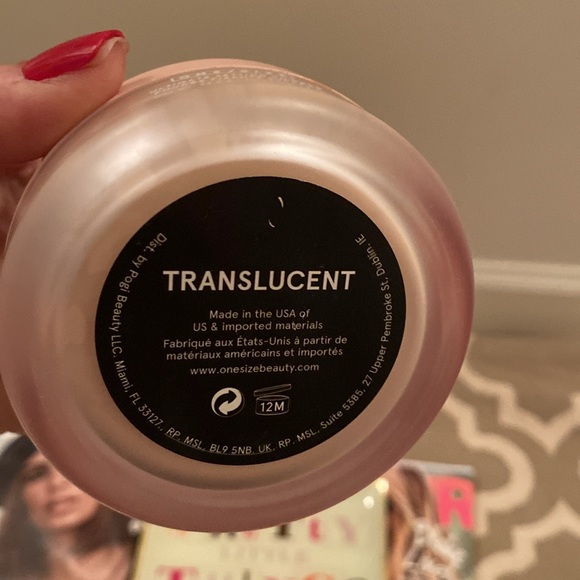 TRANSLUCENT
Made in the USA of
US & imported materials
Fabriqué aux États-Unis à partir de
matériaux américains et importés
www.onesizebeauty.com
12M
Dist. by Pogi Beauty LLC. Miami, FL 33127., RP. MSL. BL9 5NB. UK. RP. MSL. Suite 5385, 27 Upper Pembroke St., Dublin, IE